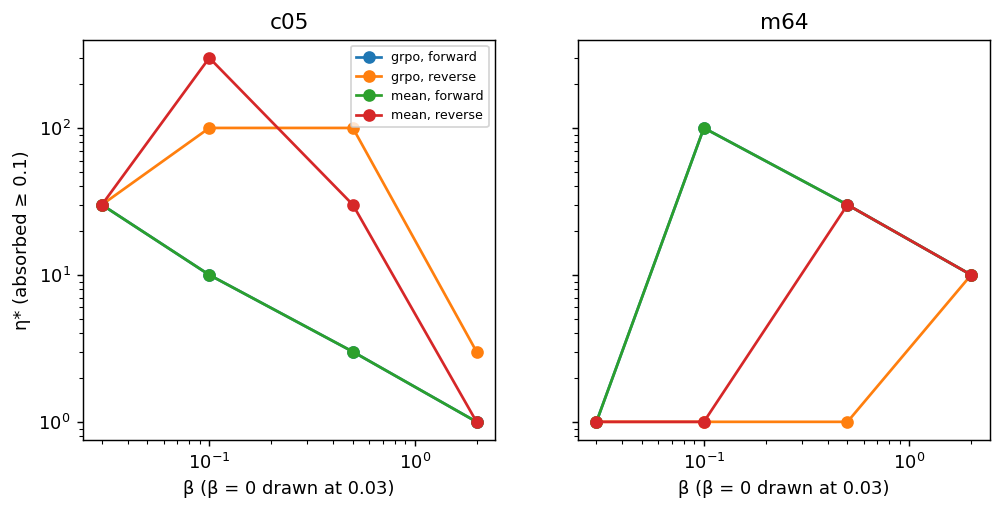 c05
m64
grpo, forward
grpo, reverse
mean, forward
mean, reverse
η* (absorbed ≥ 0.1)
10²
10¹
10⁰
10⁻¹
10⁰
10⁻¹
10⁰
β (β = 0 drawn at 0.03)
β (β = 0 drawn at 0.03)